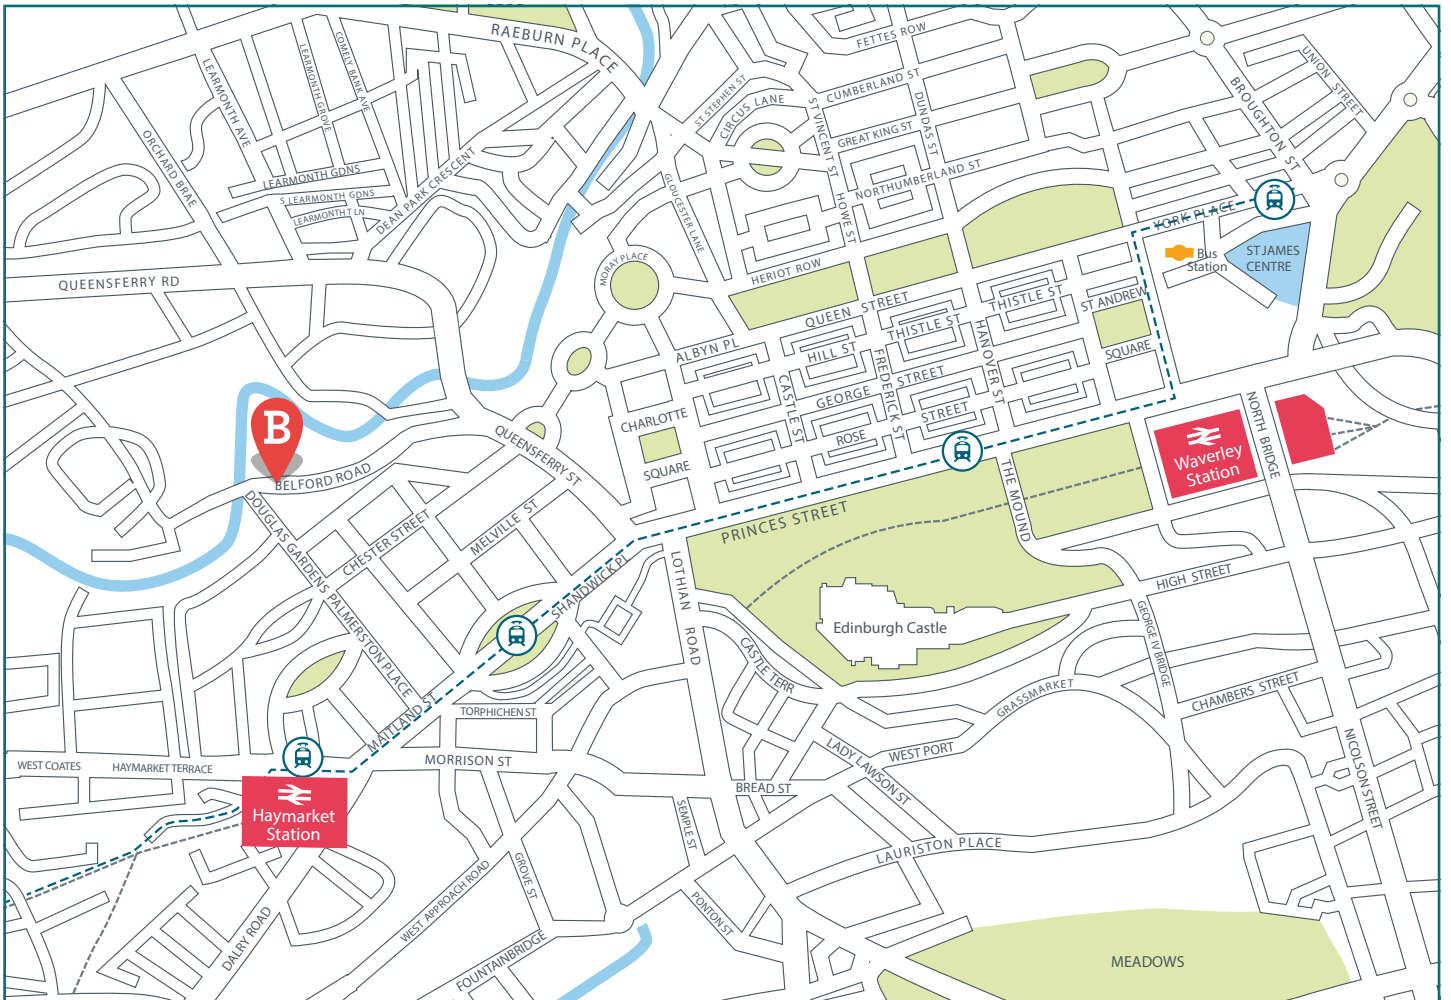 RAEBURN PLACE
FETTES ROW
UNION STREET
COMELY BANK AVE
LEARMONTH GROVE
LEARMONTH AVE
ST STEPHEN ST
CUMBERLAND ST
BROUGHTON ST
CIRCUS LANE
ST VINCENT ST
DUNDAS ST
ORCHARD BRAE
GREAT KING ST
LEARMONTH GDNS
S LEARMONTH GDNS
LEARMONTH T LN
DEAN PARK CRESCENT
GLOUCESTER LANE
NORTHUMBERLAND ST
HOWE ST
YORK PLACE
Bus
Station
ST JAMES
CENTRE
MORAY PLACE
HERIOT ROW
QUEENSFERRY RD
QUEEN STREET
THISTLE ST
THISTLE ST
ST ANDREW
SQUARE
ALBYN PL
HILL ST
HANOVER ST
FREDERICK ST
GEORGE STREET
CASTLE ST
CHARLOTTE
SQUARE
ROSE STREET
NORTH BRIDGE
B
BELFORD ROAD
QUEENSFERRY ST
Waverley
Station
THE MOUND
PRINCES STREET
DOUGLAS GARDENS
CHESTER STREET
MELVILLE ST
SHANDWICK PL
LOTHIAN ROAD
HIGH STREET
PALMERSTON PLACE
Edinburgh Castle
GEORGE IV BRIDGE
CASTLE TERR
GRASSMARKET
CHAMBERS STREET
MAITLAND ST
TORPHICHEN ST
NICOLSON STREET
WEST COATES
HAYMARKET TERRACE
MORRISON ST
LADY LAWSON ST
WEST PORT
BREAD ST
Haymarket
Station
SEMPLE ST
LAURISTON PLACE
GROVE ST
WEST APPROACH ROAD
PONTON ST
DALRY ROAD
FOUNTAINBRIDGE
MEADOWS